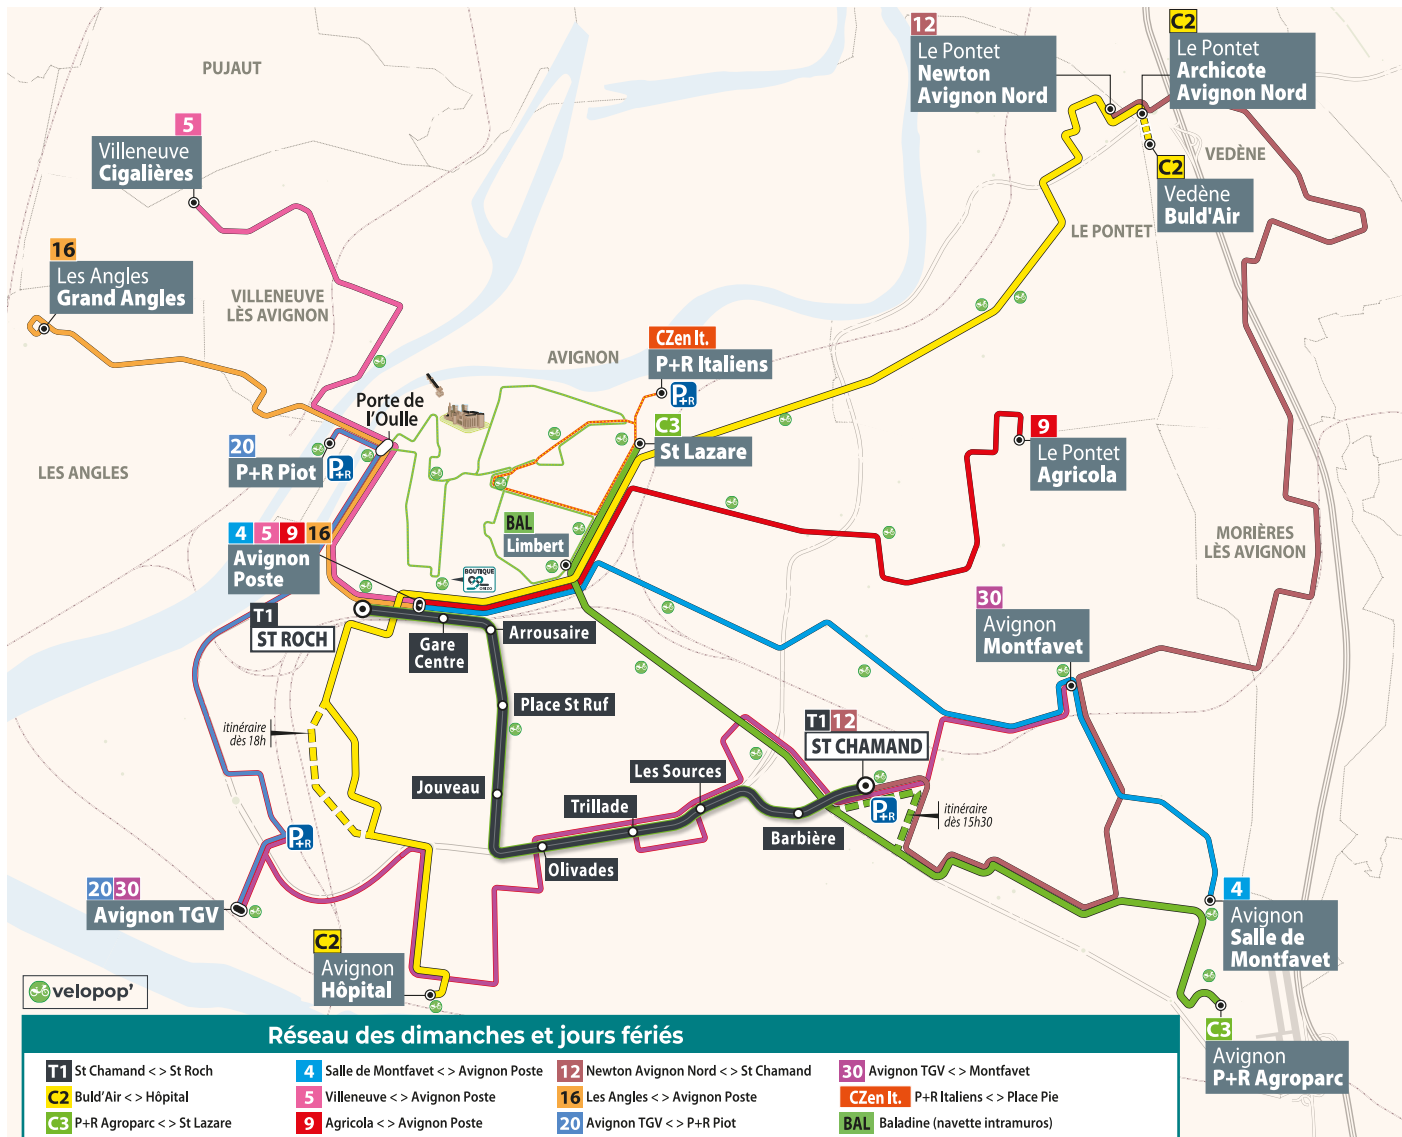 12
Le Pontet
Newton
Avignon Nord
C2
Le Pontet
Archicote
Avignon Nord
PUJAUT
5
Villeneuve
Cigalières
VEDÈNE
C2
Vedène
Buld'Air
LE PONTET
16
Les Angles
Grand Angles
VILLENEUVE
LÈS AVIGNON
AVIGNON
CZen It.
P+R Italiens
P+R
Porte de
l'Oulle
C3
St Lazare
9
Le Pontet
Agricola
20
P+R Piot
P+R
LES ANGLES
4 5 9 16
Avignon
Poste
BAL
Limbert
BOUTIQUE
ORIZO
MORIÈRES
LÈS AVIGNON
30
Avignon
Montfavet
T1
ST ROCH
Gare
Centre
Arrousaire
Place St Ruf
itinéraire
dès 18h
T1 12
ST CHAMAND
Les Sources
Jouveau
Trillade
Barbière
P+R
itinéraire
dès 15h30
P+R
Olivades
20 30
Avignon TGV
4
Avignon
Salle de
Montfavet
C2
Avignon
Hôpital
velopop'
C3
Avignon
P+R Agroparc
Réseau des dimanches et jours fériés
T1 St Chamand < > St Roch
C2 Buld'Air < > Hôpital
C3 P+R Agroparc < > St Lazare
4 Salle de Montfavet < > Avignon Poste
5 Villeneuve < > Avignon Poste
9 Agricola < > Avignon Poste
12 Newton Avignon Nord < > St Chamand
16 Les Angles < > Avignon Poste
20 Avignon TGV < > P+R Piot
30 Avignon TGV < > Montfavet
CZen It. P+R Italiens < > Place Pie
BAL Baladine (navette intramuros)